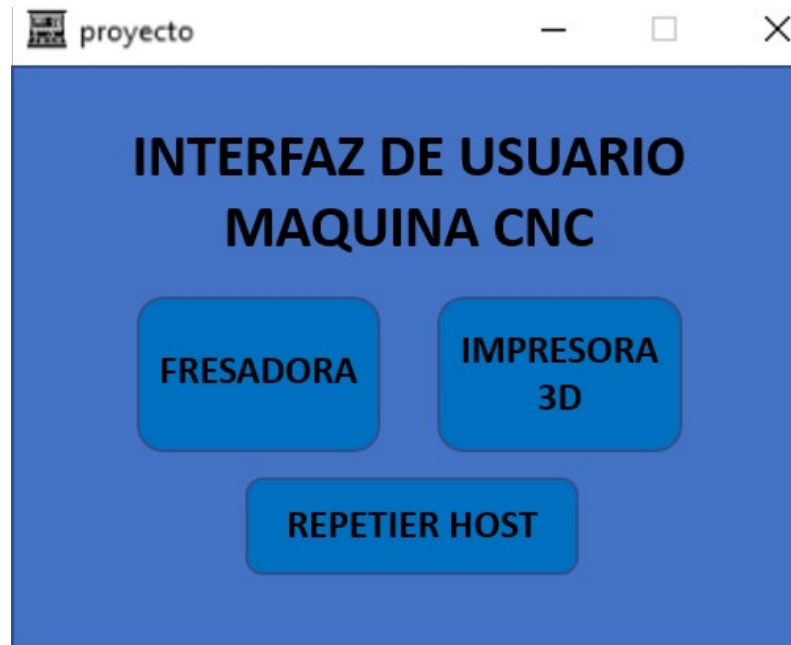 proyecto
INTERFAZ DE USUARIO
MAQUINA CNC
FRESADORA
IMPRESORA
3D
REPETIER HOST